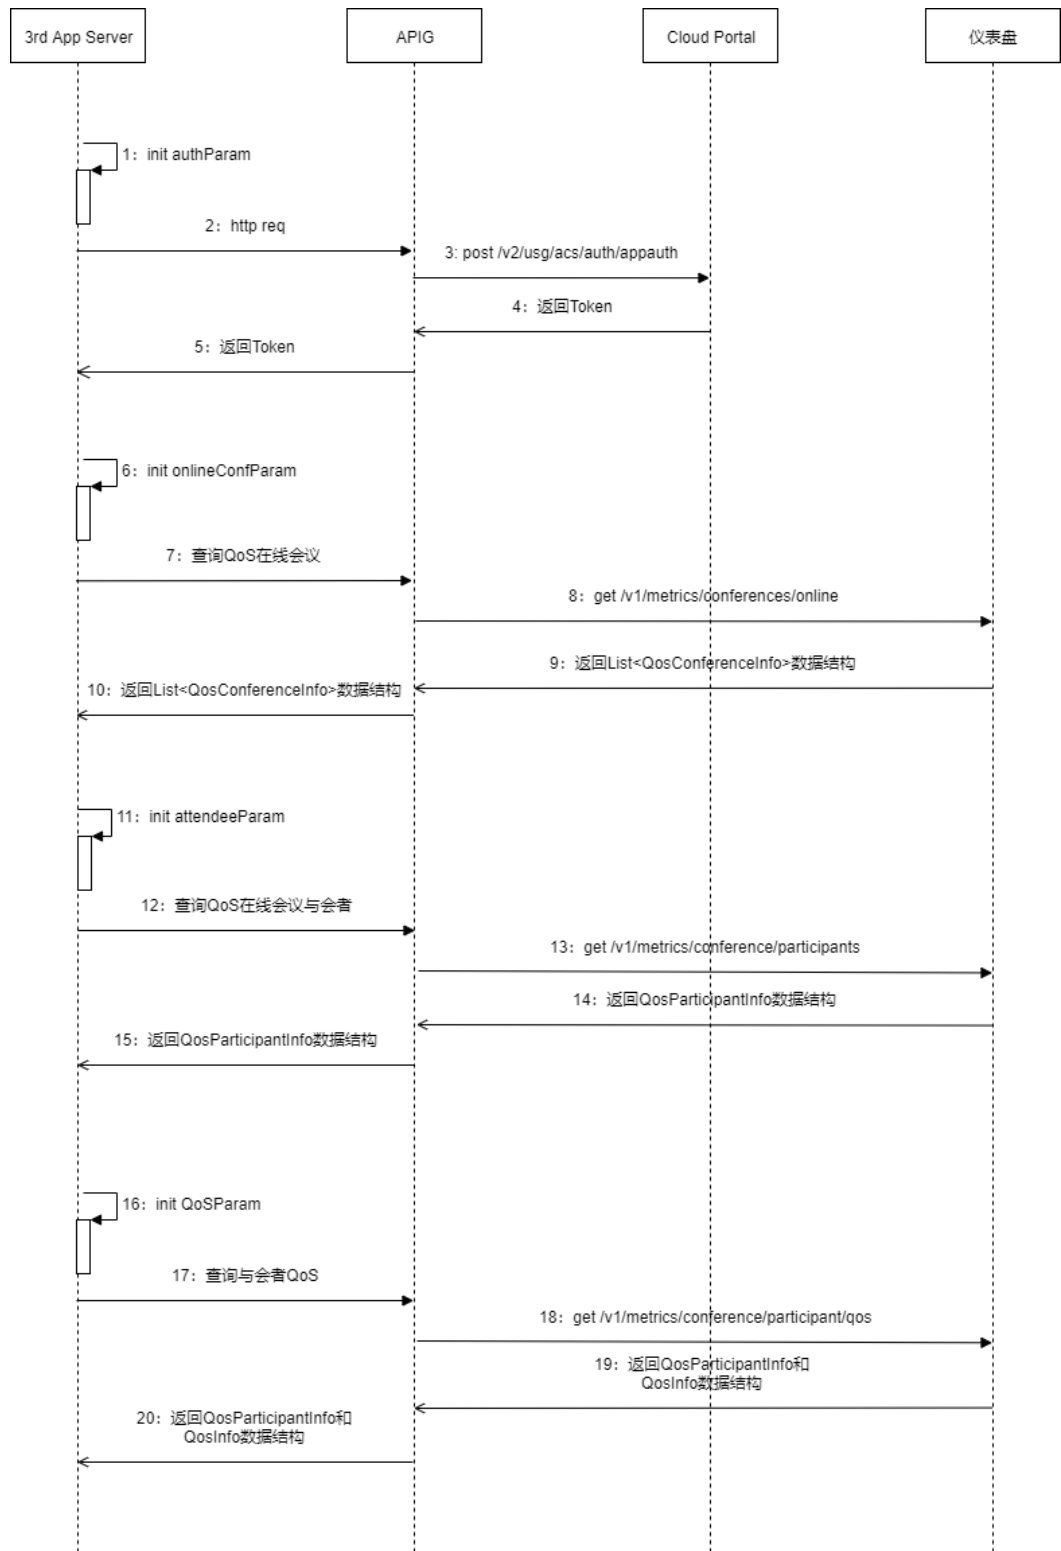 3rd App Server
APIG
Cloud Portal
仪表盘
1：init authParam
2：http req
3: post /v2/usg/acs/auth/appauth
4：返回Token
5：返回Token
6：init onlineConfParam
7：查询QoS在线会议
8：get /v1/metrics/conferences/online
9：返回List<QosConferenceInfo>数据结构
10：返回List<QosConferenceInfo>数据结构
11：init attendeeParam
12：查询QoS在线会议与会者
13：get /v1/metrics/conference/participants
14：返回QosParticipantInfo数据结构
15：返回QosParticipantInfo数据结构
16：init QoSParam
17：查询与会者QoS
18：get /v1/metrics/conference/participant/qos
19：返回QosParticipantInfo和
QosInfo数据结构
20：返回QosParticipantInfo和
QosInfo数据结构